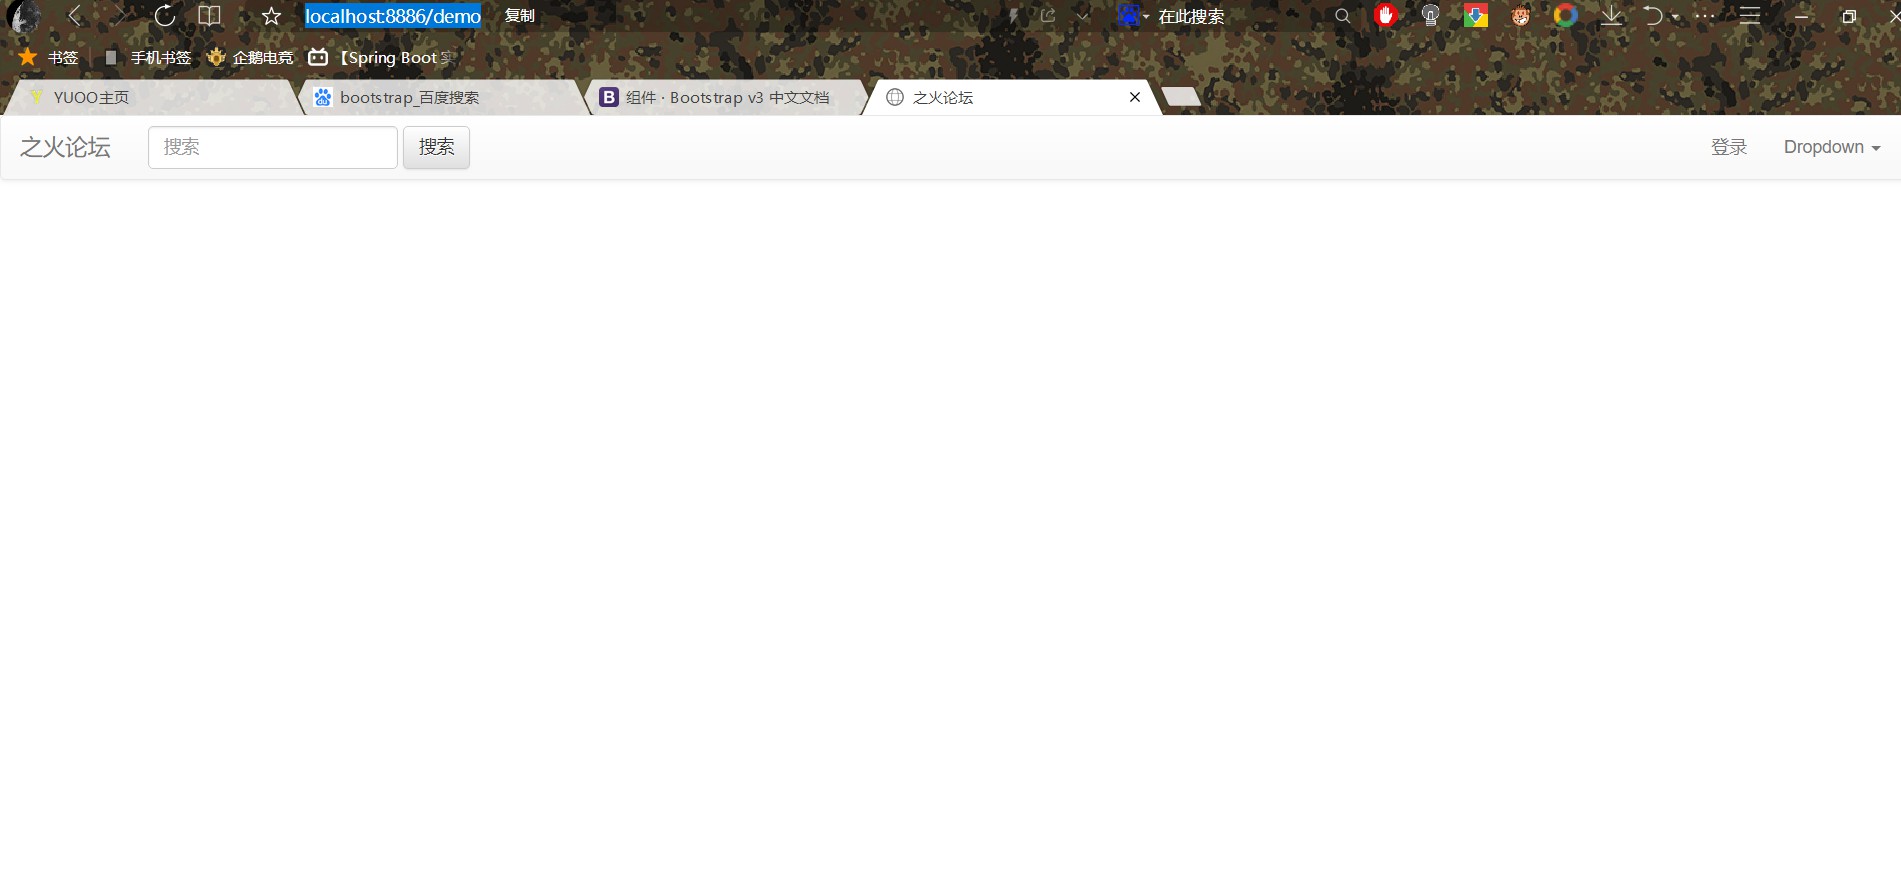 localhost:8886/demo 复制 在此搜索
书签 手机书签 企鹅电竞 【Spring Boot 实
YUOO主页 bootstrap_百度搜索 组件 · Bootstrap v3 中文文档 之火论坛
之火论坛 搜索 搜索 登录 Dropdown